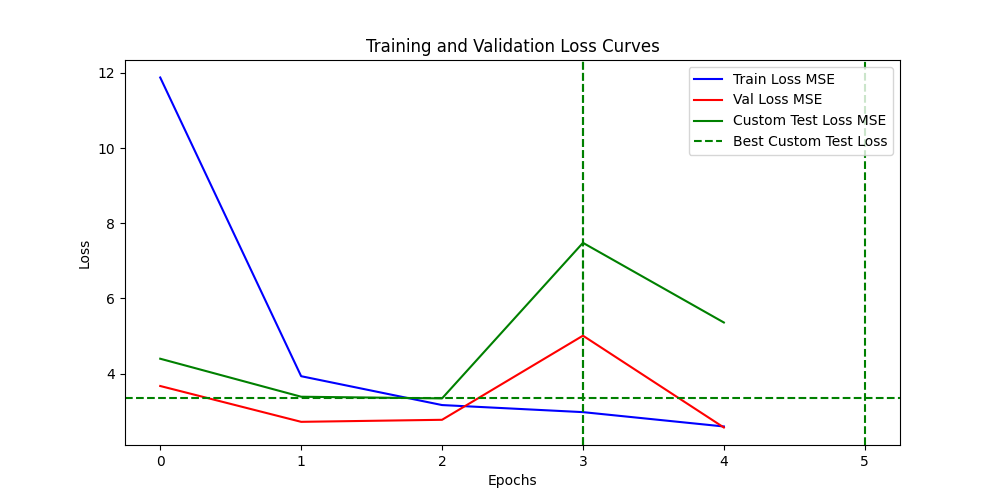 Training and Validation Loss Curves
Train Loss MSE
Val Loss MSE
Custom Test Loss MSE
Best Custom Test Loss
Loss
12
10
8
6
4
0 1 2 3 4 5
Epochs